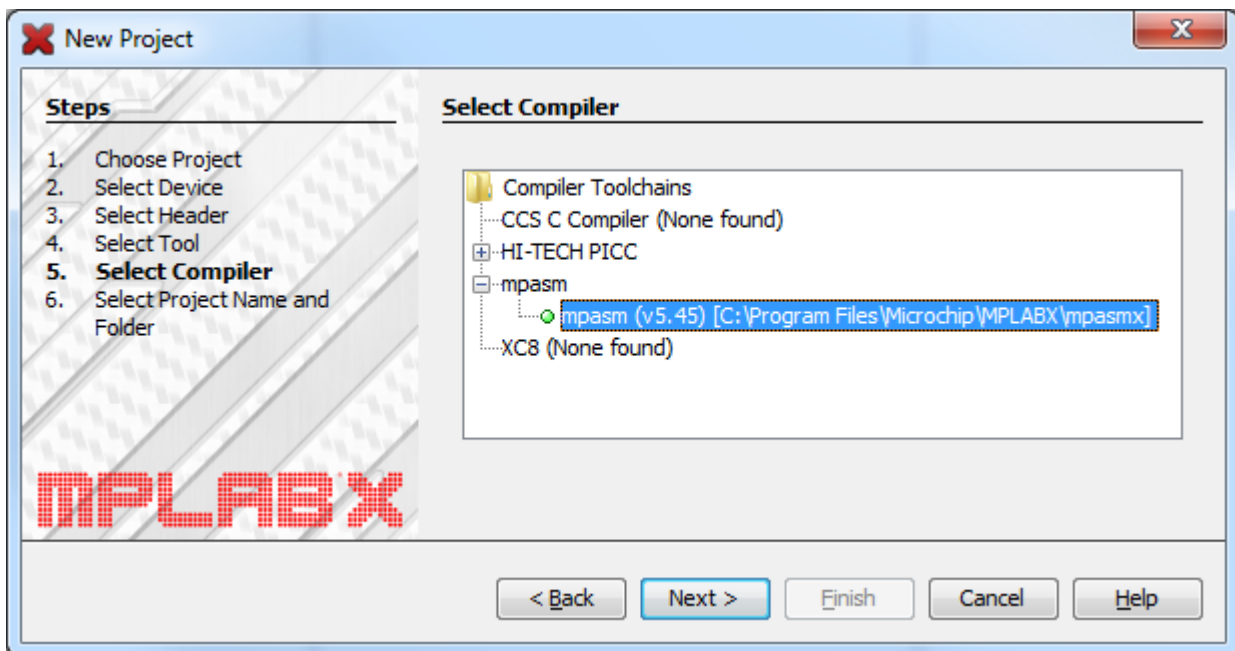 New Project
Steps
1. Choose Project
2. Select Device
3. Select Header
4. Select Tool
5. Select Compiler
6. Select Project Name and
Folder
MPLAB X
Select Compiler
Compiler Toolchains
CCS C Compiler (None found)
HI-TECH PICC
mpasm
mpasm (v5.45) [C:\Program Files\Microchip\MPLABX\mpasmx]
XC8 (None found)
< Back
Next >
Finish
Cancel
Help